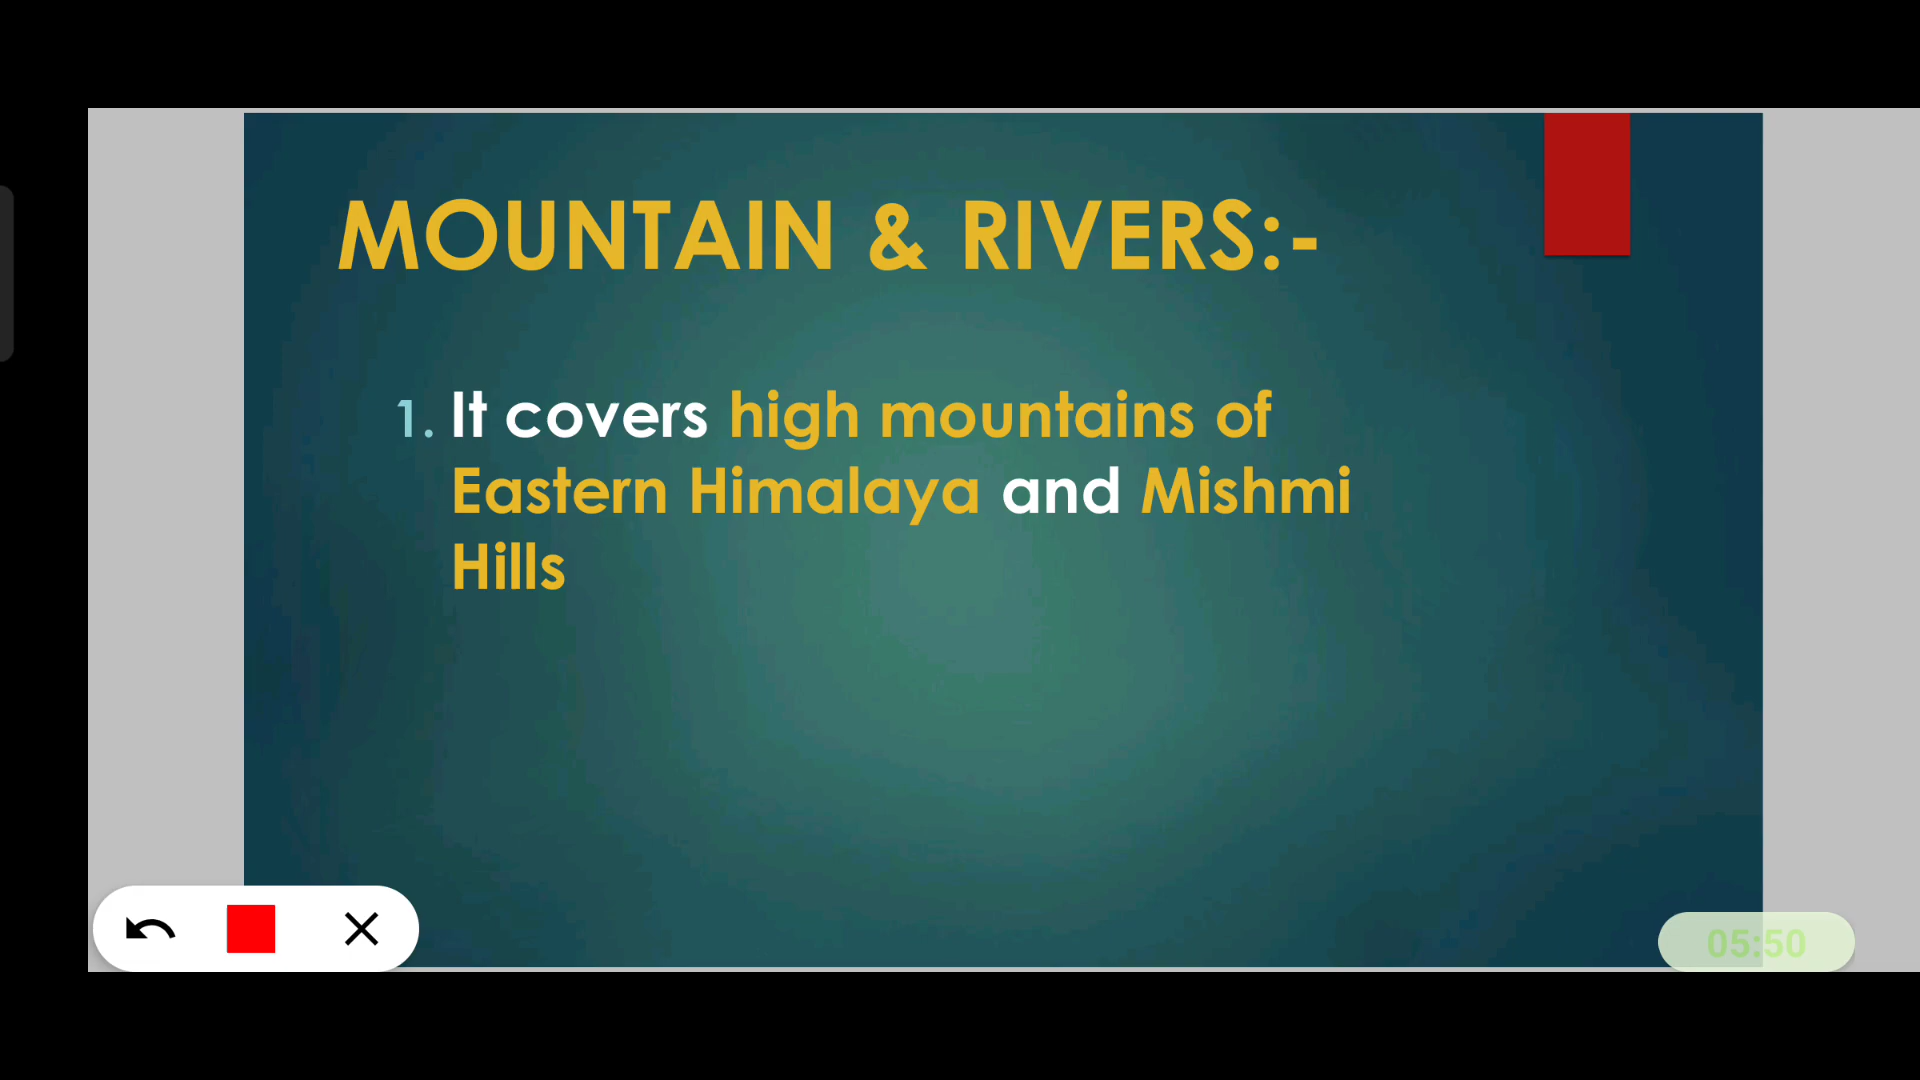 MOUNTAIN & RIVERS:-
1. It covers high mountains of
Eastern Himalaya and Mishmi
Hills
05:50